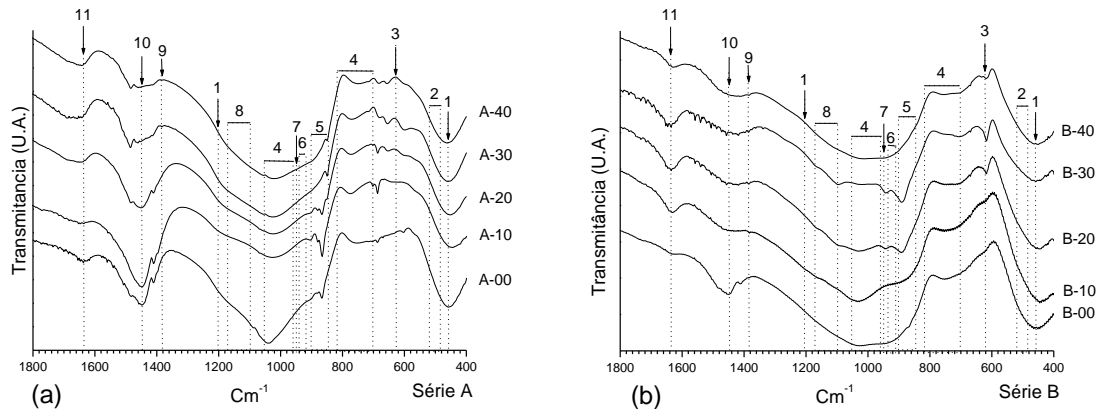 11
10
9
1
8
4
7
6
5
4
3
2
1
A-40
A-30
A-20
A-10
A-00
Transmitancia (U.A.)
1800 1600 1400 1200 1000 800 600 400
(a)
Cm-1
Série A
11
10
9
1
8
4
7
6
5
4
3
2
1
B-40
B-30
B-20
B-10
B-00
Transmitância (U.A.)
1800 1600 1400 1200 1000 800 600 400
(b)
Cm-1
Série B